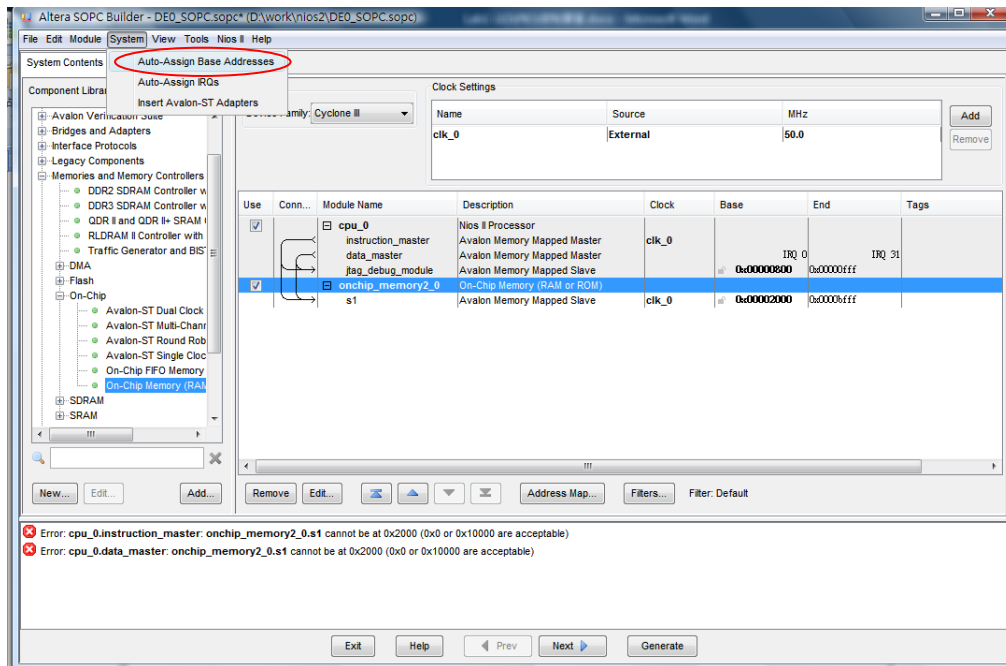 Altera SOPC Builder - DE0_SOPC.sopc* (D:\work\nios2\DE0_SOPC.sopc)
File Edit Module System View Tools Nios II Help
System Contents
Auto-Assign Base Addresses
Auto-Assign IRQs
Insert Avalon-ST Adapters
Component Librar
Avalon Verification Suite
Bridges and Adapters
Interface Protocols
Legacy Components
Memories and Memory Controllers
DDR2 SDRAM Controller w
DDR3 SDRAM Controller w
QDR II and QDR II+ SRAM
RLDRAM II Controller with
Traffic Generator and BIS
DMA
Flash
On-Chip
Avalon-ST Dual Clock
Avalon-ST Multi-Chann
Avalon-ST Round Rob
Avalon-ST Single Cloc
On-Chip FIFO Memory
On-Chip Memory (RAM
SDRAM
SRAM
New... Edit... Add...
Family: Cyclone III
Clock Settings
Name Source MHz
clk_0 External 50.0
Add
Remove
Use Conn... Module Name Description Clock Base End Tags
cpu_0 Nios II Processor
instruction_master Avalon Memory Mapped Master clk_0
data_master Avalon Memory Mapped Master IRQ 0 IRQ 31
jtag_debug_module Avalon Memory Mapped Slave 0x00000800 0x00000fff
onchip_memory2_0 On-Chip Memory (RAM or ROM)
s1 Avalon Memory Mapped Slave clk_0 0x00002000 0x0000bfff
Remove Edit... Address Map... Filters... Filter: Default
Error: cpu_0.instruction_master: onchip_memory2_0.s1 cannot be at 0x2000 (0x0 or 0x10000 are acceptable)
Error: cpu_0.data_master: onchip_memory2_0.s1 cannot be at 0x2000 (0x0 or 0x10000 are acceptable)
Exit Help Prev Next Generate